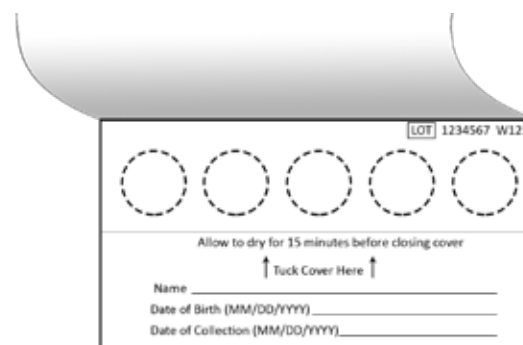 LOT 1234567
Allow to dry for 15 minutes before closing cover
Tuck Cover Here
Name
Date of Birth (MM/DD/YYYY)
Date of Collection (MM/DD/YYYY)